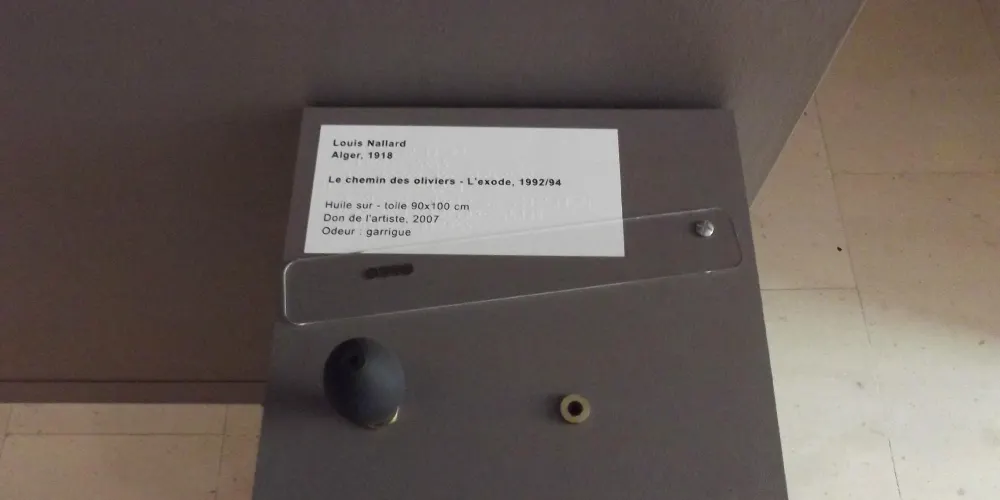 Louis Nallard
Alger, 1918
Le chemin des oliviers - L'exode, 1992/94
Huile sur - toile 90x100 cm
Don de l'artiste, 2007
Odeur : garrigue